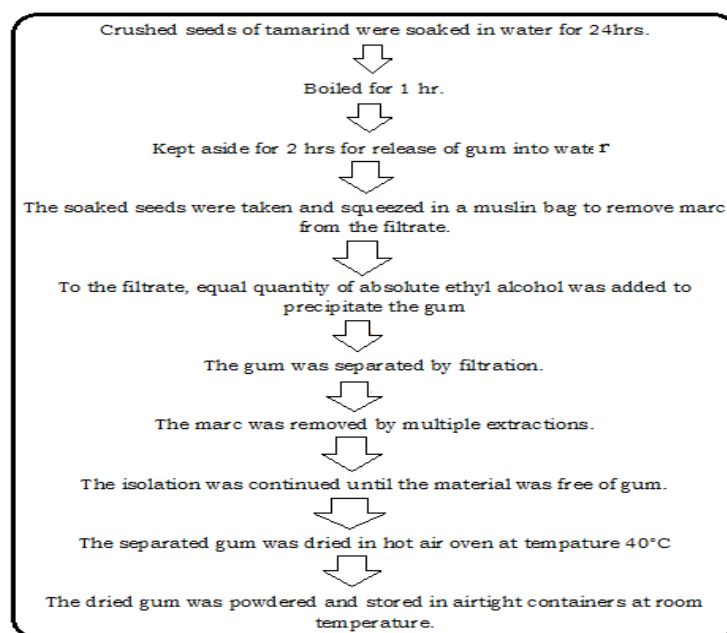 Crushed seeds of tamarind were soaked in water for 24hrs.
Boiled for 1 hr.
Kept aside for 2 hrs for release of gum into water
The soaked seeds were taken and squeezed in a muslin bag to remove marc
from the filtrate.
To the filtrate, equal quantity of absolute ethyl alcohol was added to
precipitate the gum
The gum was separated by filtration.
The marc was removed by multiple extractions.
The isolation was continued until the material was free of gum.
The separated gum was dried in hot air oven at tempature 40°C
The dried gum was powdered and stored in airtight containers at room
temperature.